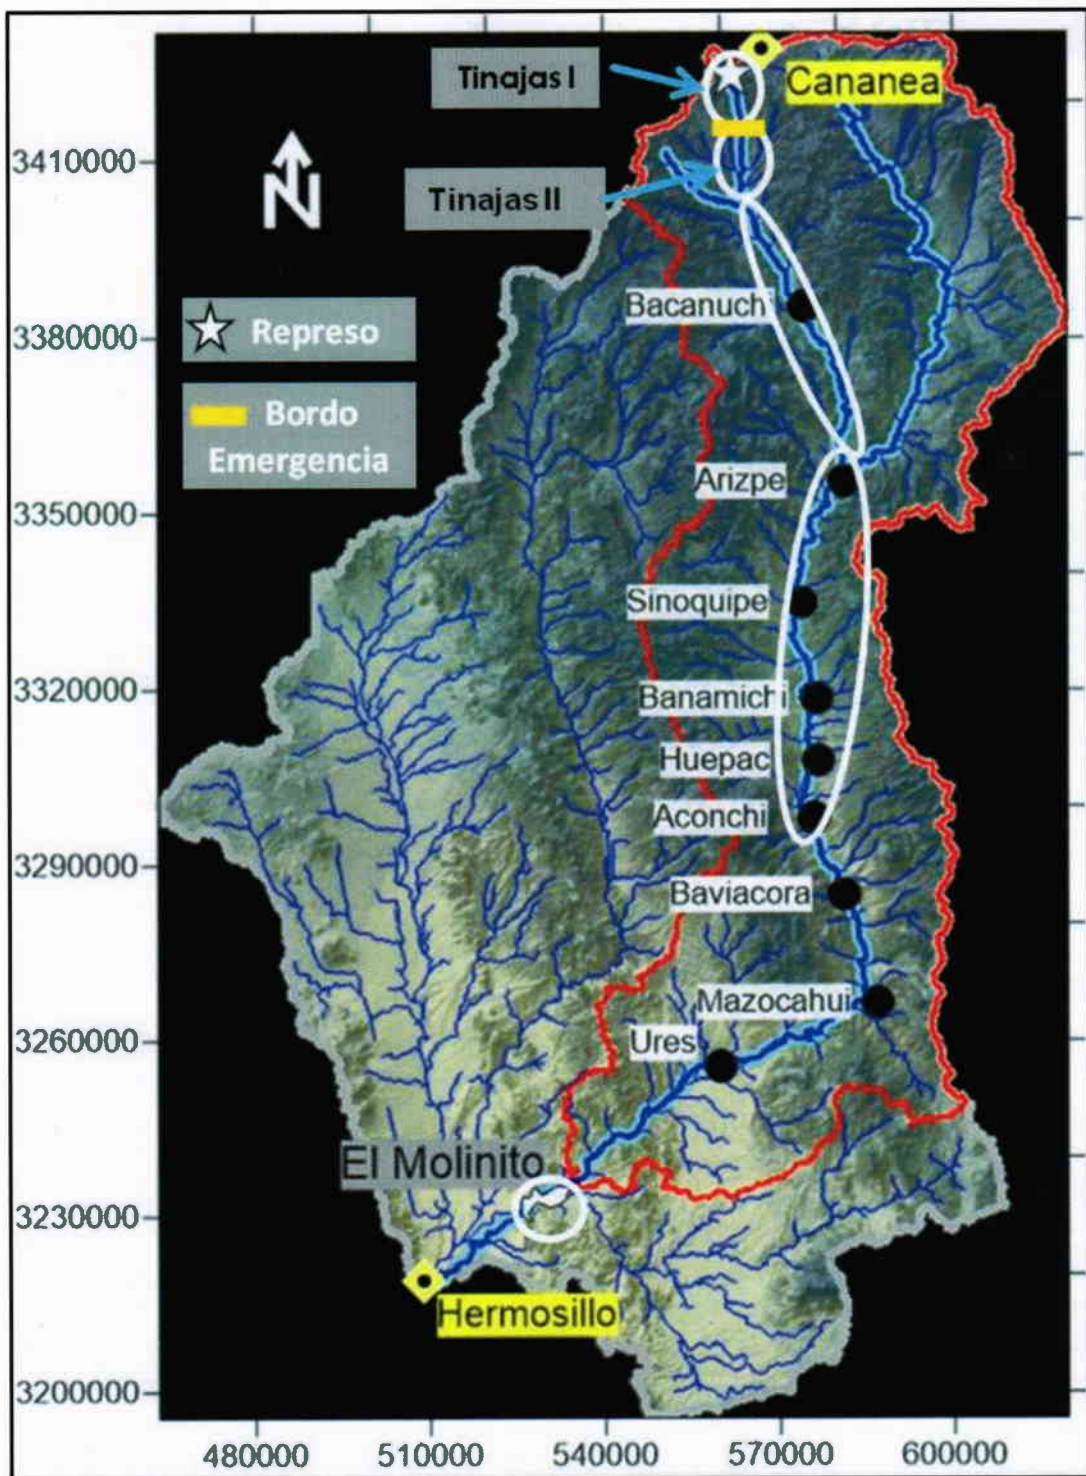 Tinajas I
Cananea
3410000
N
Tinajas II
Bacanuchi
Represo
3380000
Bordo
Emergencia
Arizpe
3350000
Sinoquipe
3320000
Banamichi
Huepac
Aconchi
3290000
Baviacora
Mazocahui
3260000
Ures
El Molinito
3230000
Hermosillo
3200000
480000
510000
540000
570000
600000